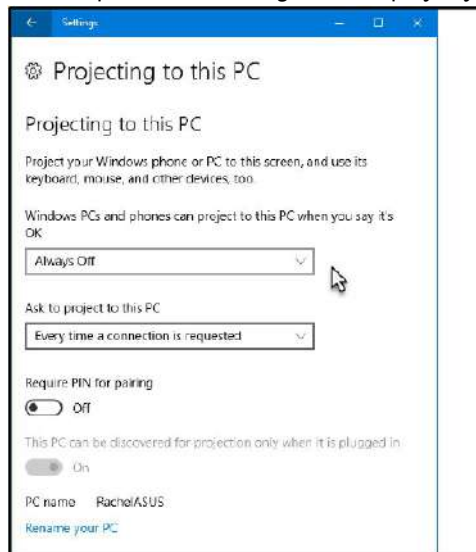 Settings
Projecting to this PC
Projecting to this PC
Project your Windows phone or PC to this screen, and use its
keyboard, mouse, and other devices, too.
Windows PCs and phones can project to this PC when you say it's
OK
Always Off
Ask to project to this PC
Every time a connection is requested
Require PIN for pairing
Off
This PC can be discovered for projection only when it is plugged in
On
PC name RachelASUS
Rename your PC